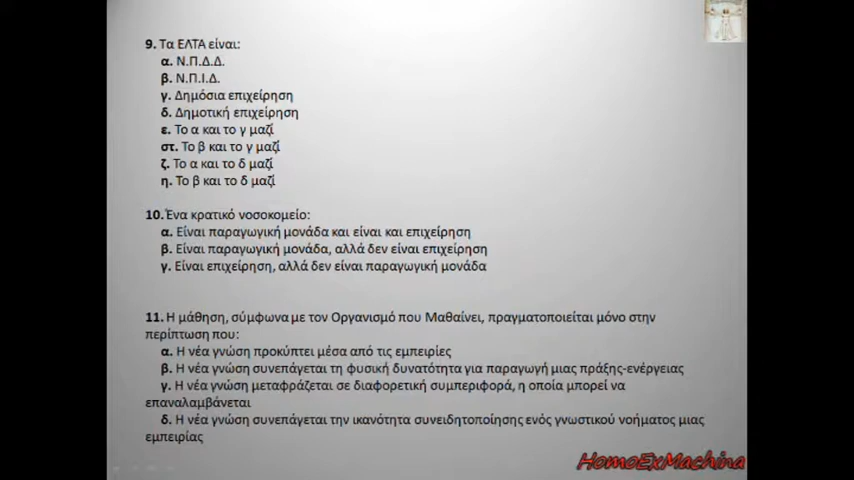 9. Τα ΕΛΤΑ είναι:
α. Ν.Π.Δ.Δ.
β. Ν.Π.Ι.Δ.
γ. Δημόσια επιχείρηση
δ. Δημοτική επιχείρηση
ε. Το α και το γ μαζί
στ. Το β και το γ μαζί
ζ. Το α και το δ μαζί
η. Το β και το δ μαζί
10. Ένα κρατικό νοσοκομείο:
α. Είναι παραγωγική μονάδα και είναι και επιχείρηση
β. Είναι παραγωγική μονάδα, αλλά δεν είναι επιχείρηση
γ. Είναι επιχείρηση, αλλά δεν είναι παραγωγική μονάδα
11. Η μάθηση, σύμφωνα με τον Οργανισμό που Μαθαίνει, πραγματοποιείται μόνο στην
περίπτωση που:
α. Η νέα γνώση προκύπτει μέσα από τις εμπειρίες
β. Η νέα γνώση συνεπάγεται τη φυσική δυνατότητα για παραγωγή μιας πράξης-ενέργειας
γ. Η νέα γνώση μεταφράζεται σε διαφορετική συμπεριφορά, η οποία μπορεί να
επαναλαμβάνεται
δ. Η νέα γνώση συνεπάγεται την ικανότητα συνειδητοποίησης ενός γνωστικού νοήματος μιας
εμπειρίας
HomoExMachina